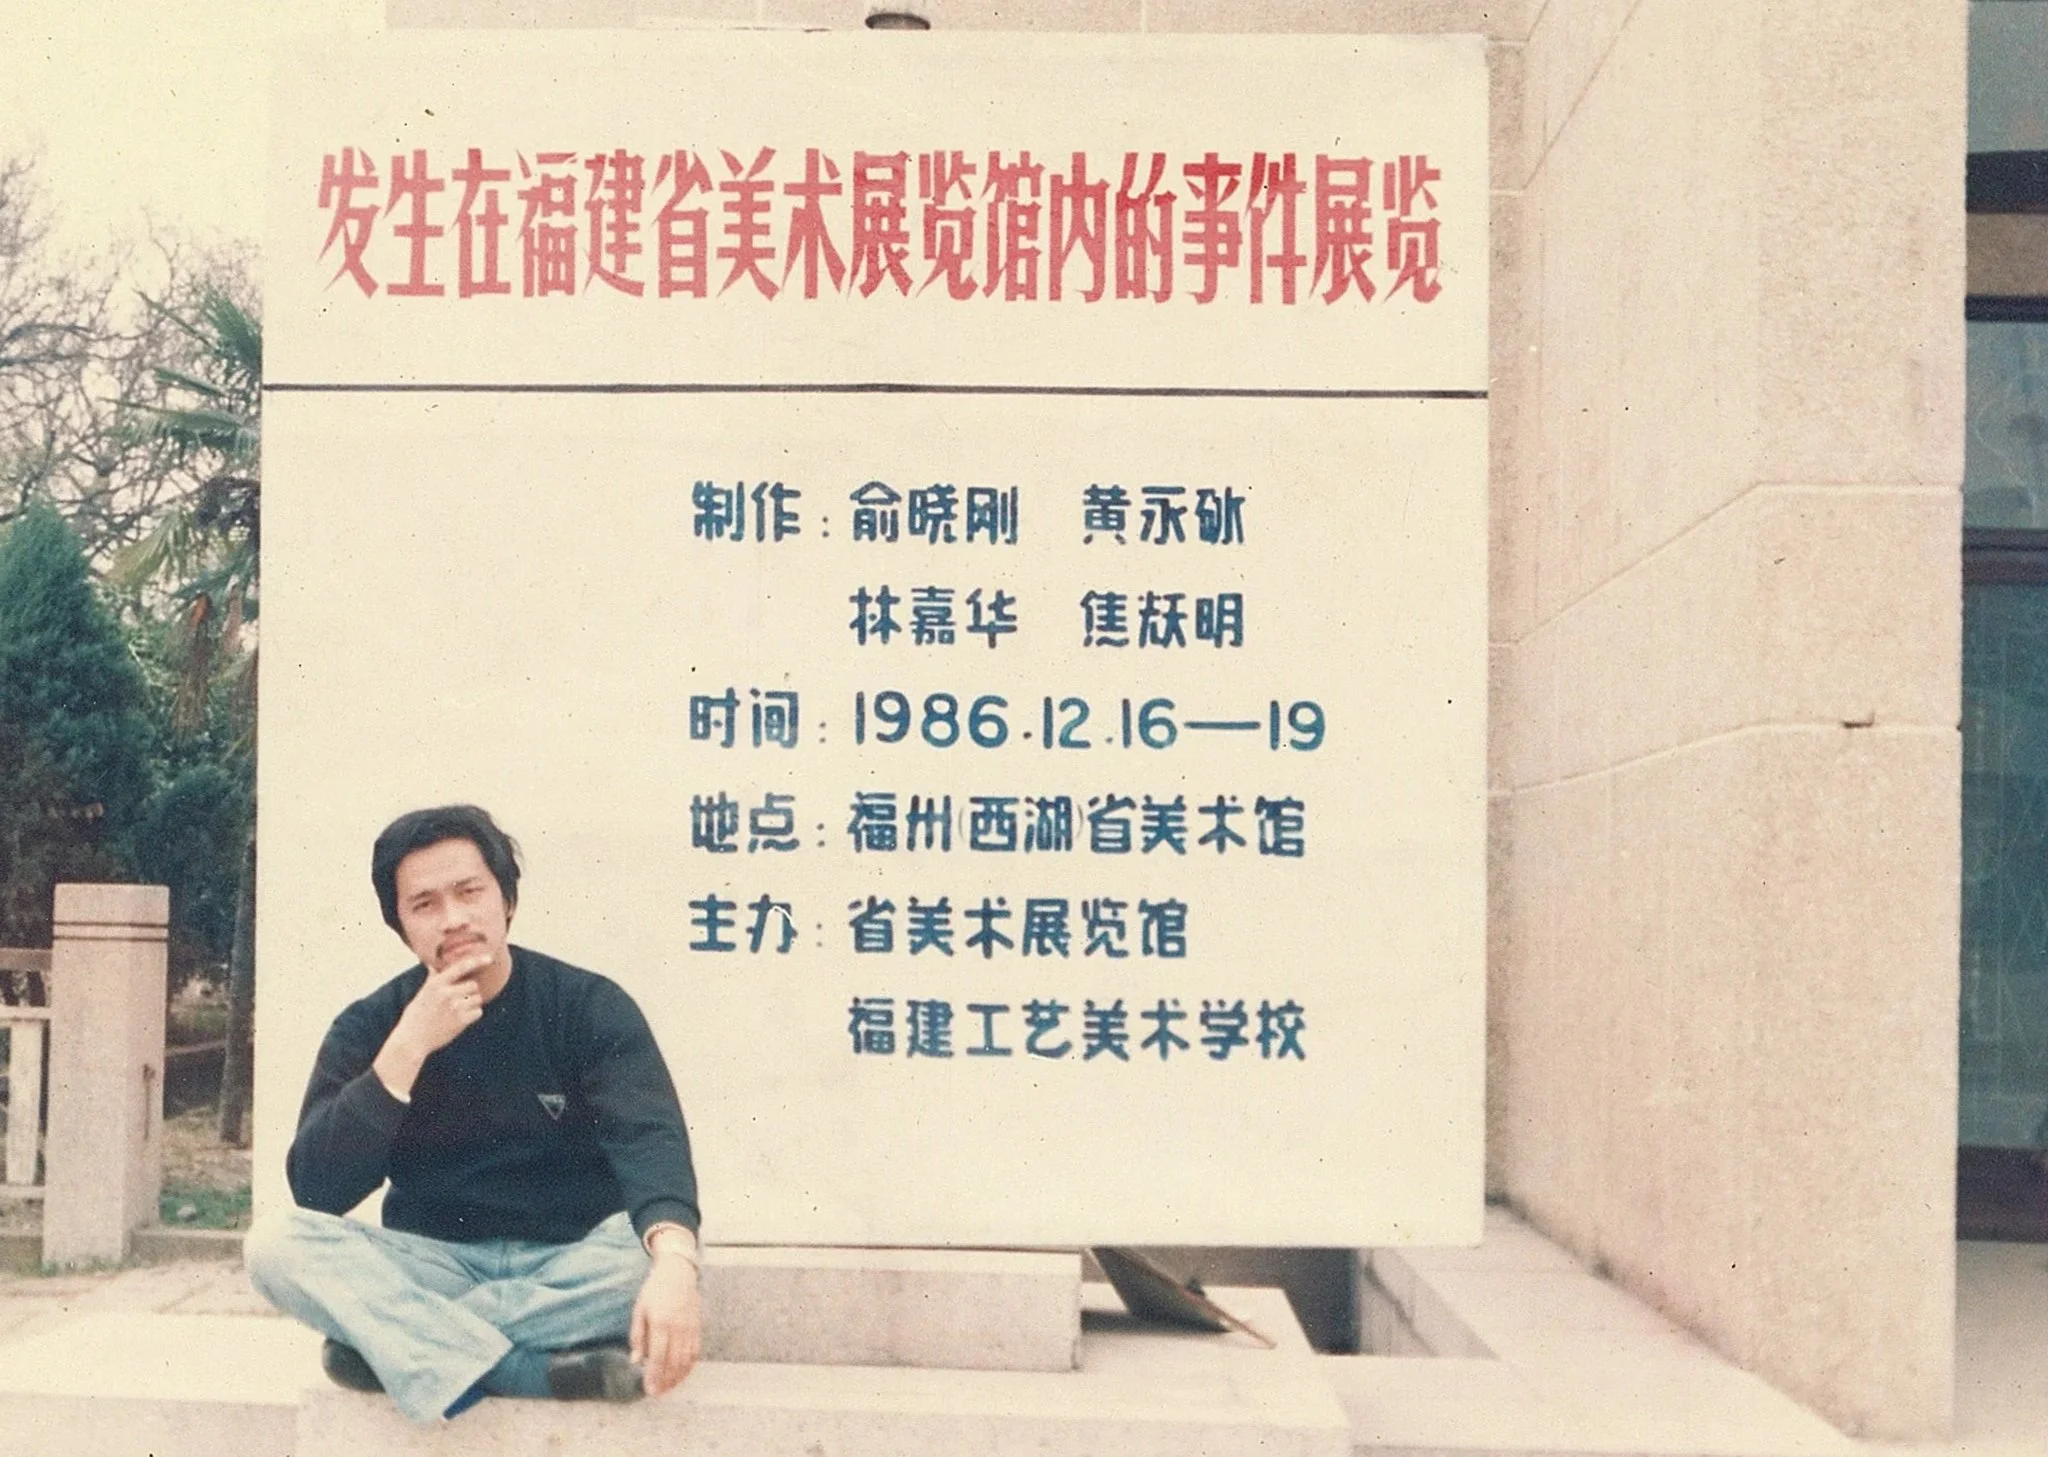 发生在福建省美术展览馆内的事件展览
制作：俞晓刚 黄永砅
林嘉华 焦耀明
时间：1986.12.16—19
地点：福州(西湖)省美术馆
主办：省美术展览馆
福建工艺美术学校